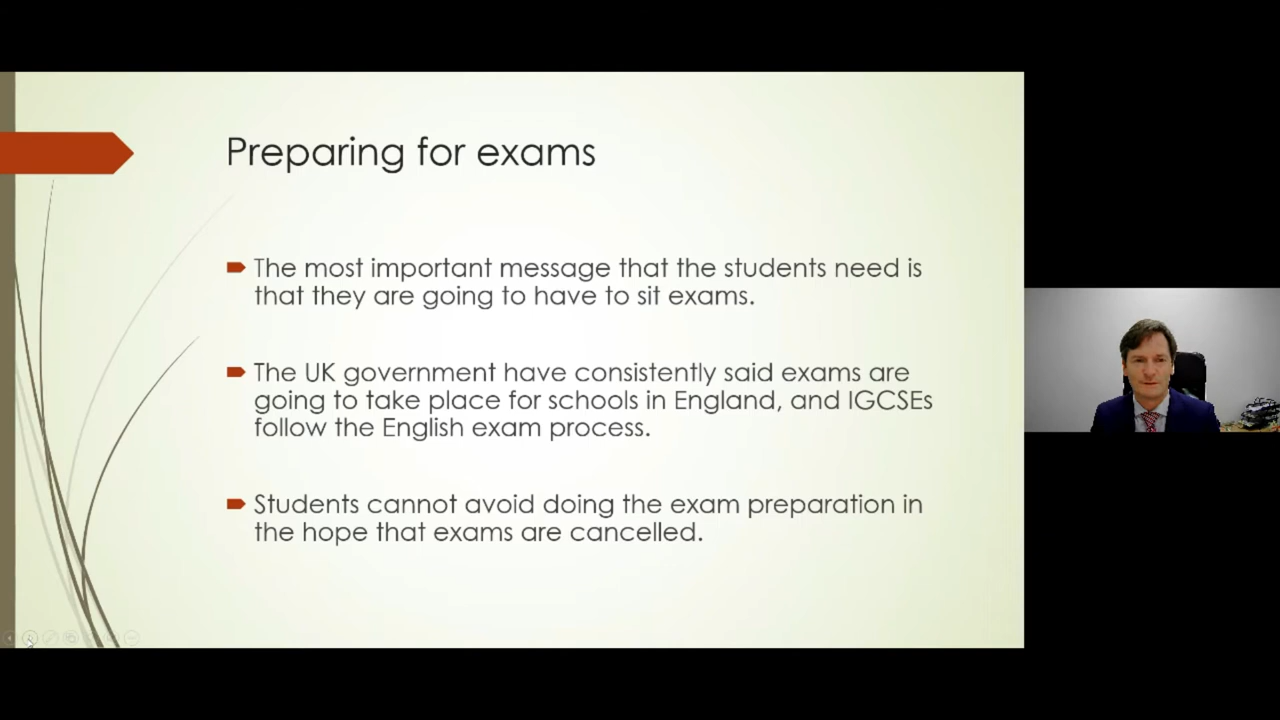 Preparing for exams
The most important message that the students need is
that they are going to have to sit exams.
The UK government have consistently said exams are
going to take place for schools in England, and IGCSEs
follow the English exam process.
Students cannot avoid doing the exam preparation in
the hope that exams are cancelled.